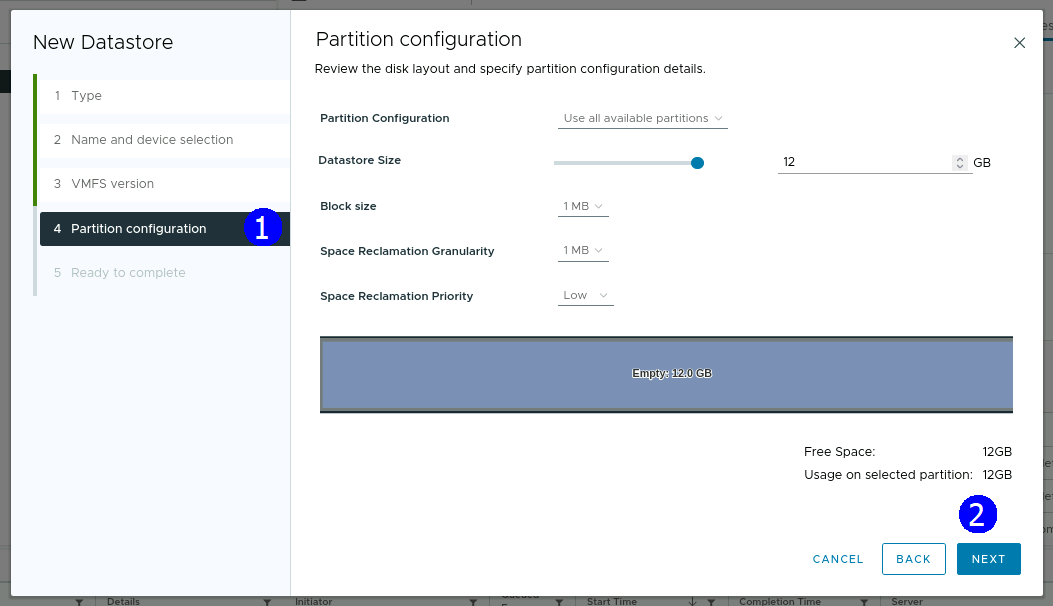 New Datastore
1 Type
2 Name and device selection
3 VMFS version
4 Partition configuration
1
5 Ready to complete
Partition configuration
Review the disk layout and specify partition configuration details.
Partition Configuration Use all available partitions
Datastore Size 12 GB
Block size 1 MB
Space Reclamation Granularity 1 MB
Space Reclamation Priority Low
Empty: 12.0 GB
Free Space: 12GB
Usage on selected partition: 12GB
2
CANCEL BACK NEXT
Details Initiator Start Time Completion Time Server